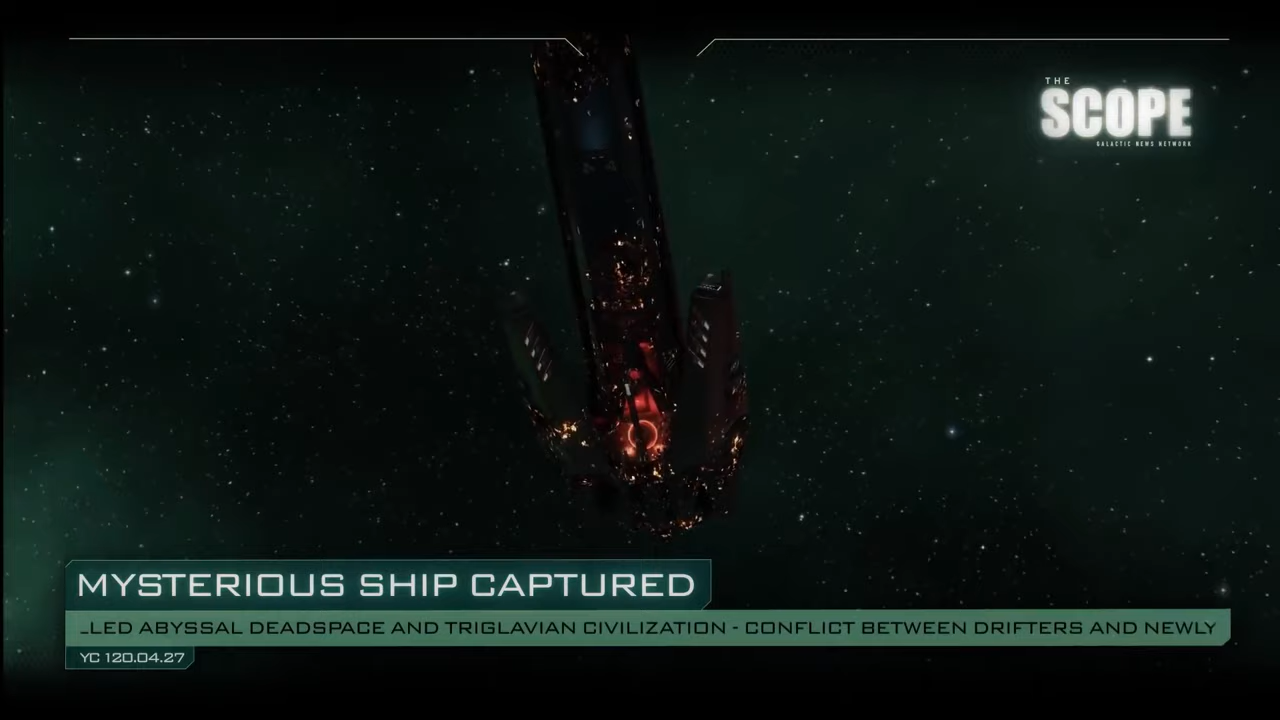 THE
SCOPE
GALACTIC NEWS NETWORK
MYSTERIOUS SHIP CAPTURED
_LED ABYSSAL DEADSPACE AND TRIGLAVIAN CIVILIZATION - CONFLICT BETWEEN DRIFTERS AND NEWLY
YC 120.04.27